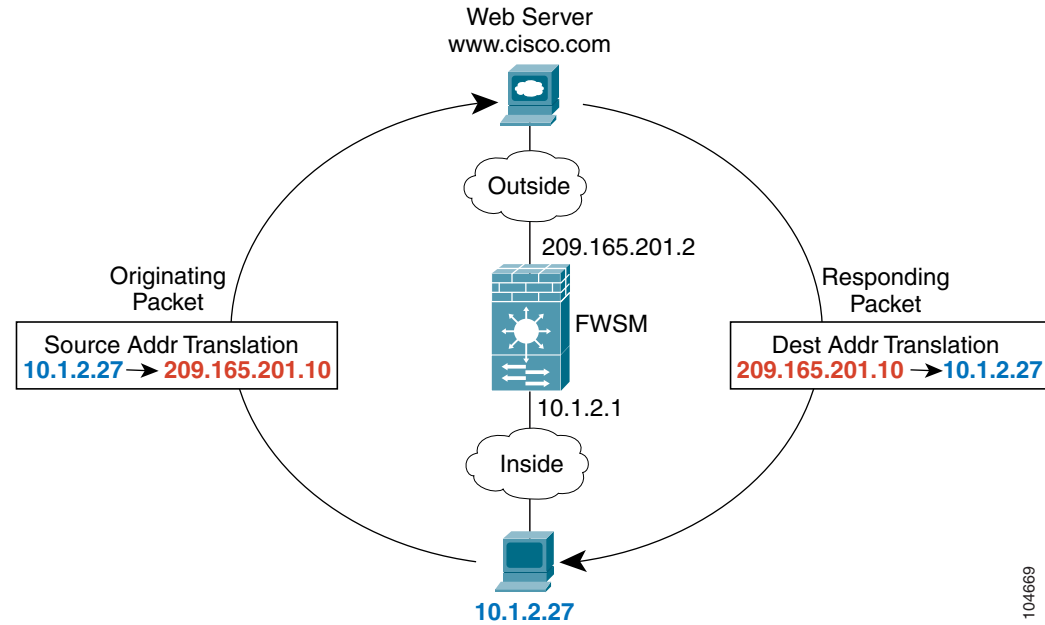 Web Server
www.cisco.com
Outside
209.165.201.2
Originating
Packet
Responding
Packet
FWSM
Source Addr Translation
10.1.2.27 → 209.165.201.10
Dest Addr Translation
209.165.201.10 → 10.1.2.27
10.1.2.1
Inside
10.1.2.27
104669